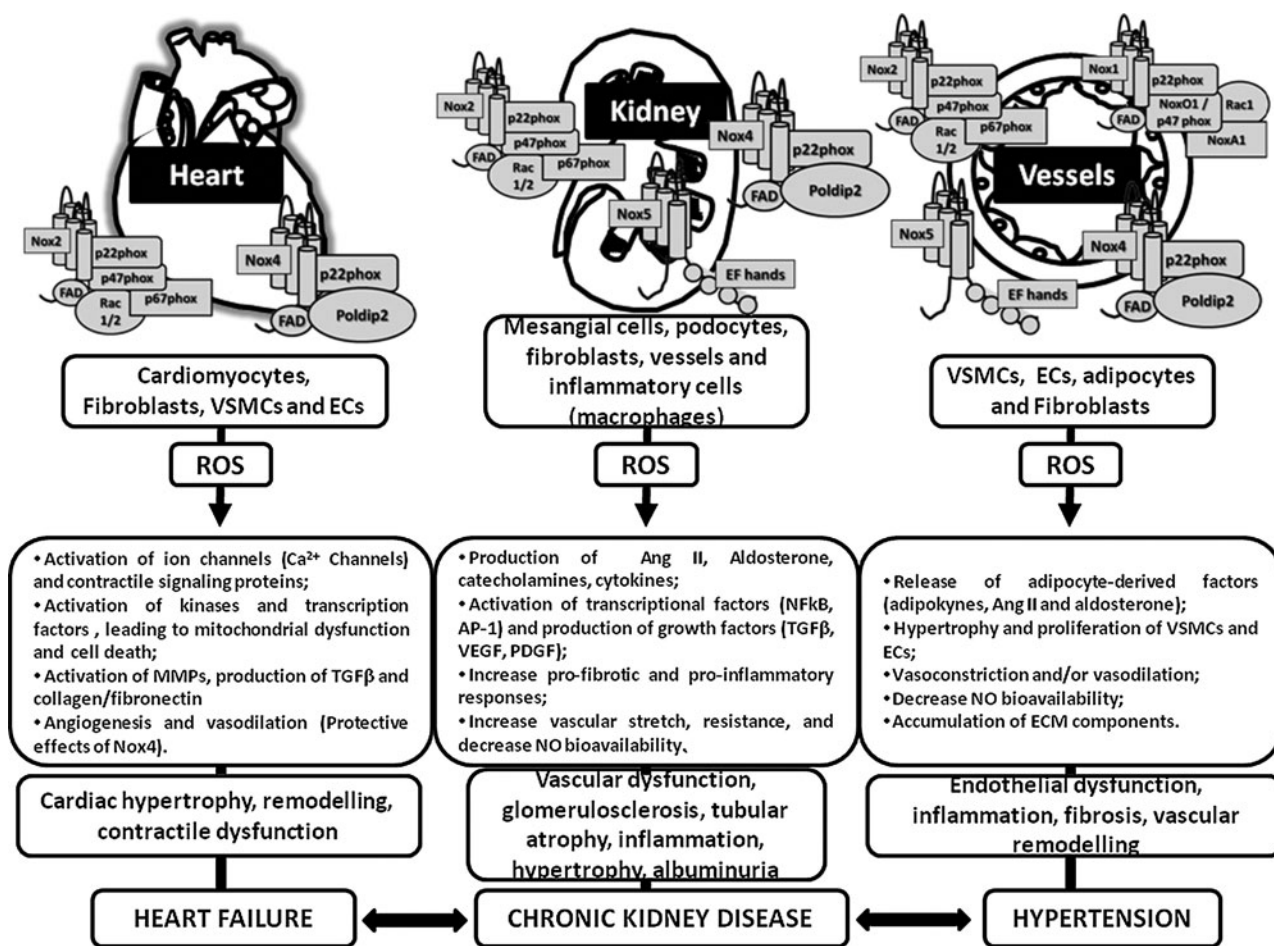 Heart
Nox2
p22phox
p47phox
FAD
Rac
1/2
p67phox
Nox4
p22phox
FAD
Poldip2
Cardiomyocytes,
Fibroblasts, VSMCs and ECs
ROS
•Activation of ion channels (Ca²⁺ Channels)
and contractile signaling proteins;
•Activation of kinases and transcription
factors , leading to mitochondrial dysfunction
and cell death;
•Activation of MMPs, production of TGFβ and
collagen/fibronectin
•Angiogenesis and vasodilation (Protective
effects of Nox4).
Cardiac hypertrophy, remodelling,
contractile dysfunction
HEART FAILURE
Kidney
Nox2
p22phox
p47phox
FAD
Rac
1/2
p67phox
Nox4
p22phox
FAD
Poldip2
Nox5
EF hands
Mesangial cells, podocytes,
fibroblasts, vessels and
inflammatory cells
(macrophages)
ROS
•Production of Ang II, Aldosterone,
catecholamines, cytokines;
•Activation of transcriptional factors (NFkB,
AP-1) and production of growth factors (TGFβ,
VEGF, PDGF);
•Increase pro-fibrotic and pro-inflammatory
responses;
•Increase vascular stretch, resistance, and
decrease NO bioavailability.
Vascular dysfunction,
glomerulosclerosis, tubular
atrophy, inflammation,
hypertrophy, albuminuria
CHRONIC KIDNEY DISEASE
Vessels
Nox2
p22phox
p47phox
FAD
Rac
1/2
p67phox
Nox1
p22phox
NoxO1 /
p47 phox
FAD
Rac1
NoxA1
Nox5
EF hands
Nox4
p22phox
FAD
Poldip2
VSMCs, ECs, adipocytes
and Fibroblasts
ROS
•Release of adipocyte-derived factors
(adipokynes, Ang II and aldosterone);
•Hypertrophy and proliferation of VSMCs and
ECs;
•Vasoconstriction and/or vasodilation;
•Decrease NO bioavailability;
•Accumulation of ECM components.
Endothelial dysfunction,
inflammation, fibrosis, vascular
remodelling
HYPERTENSION